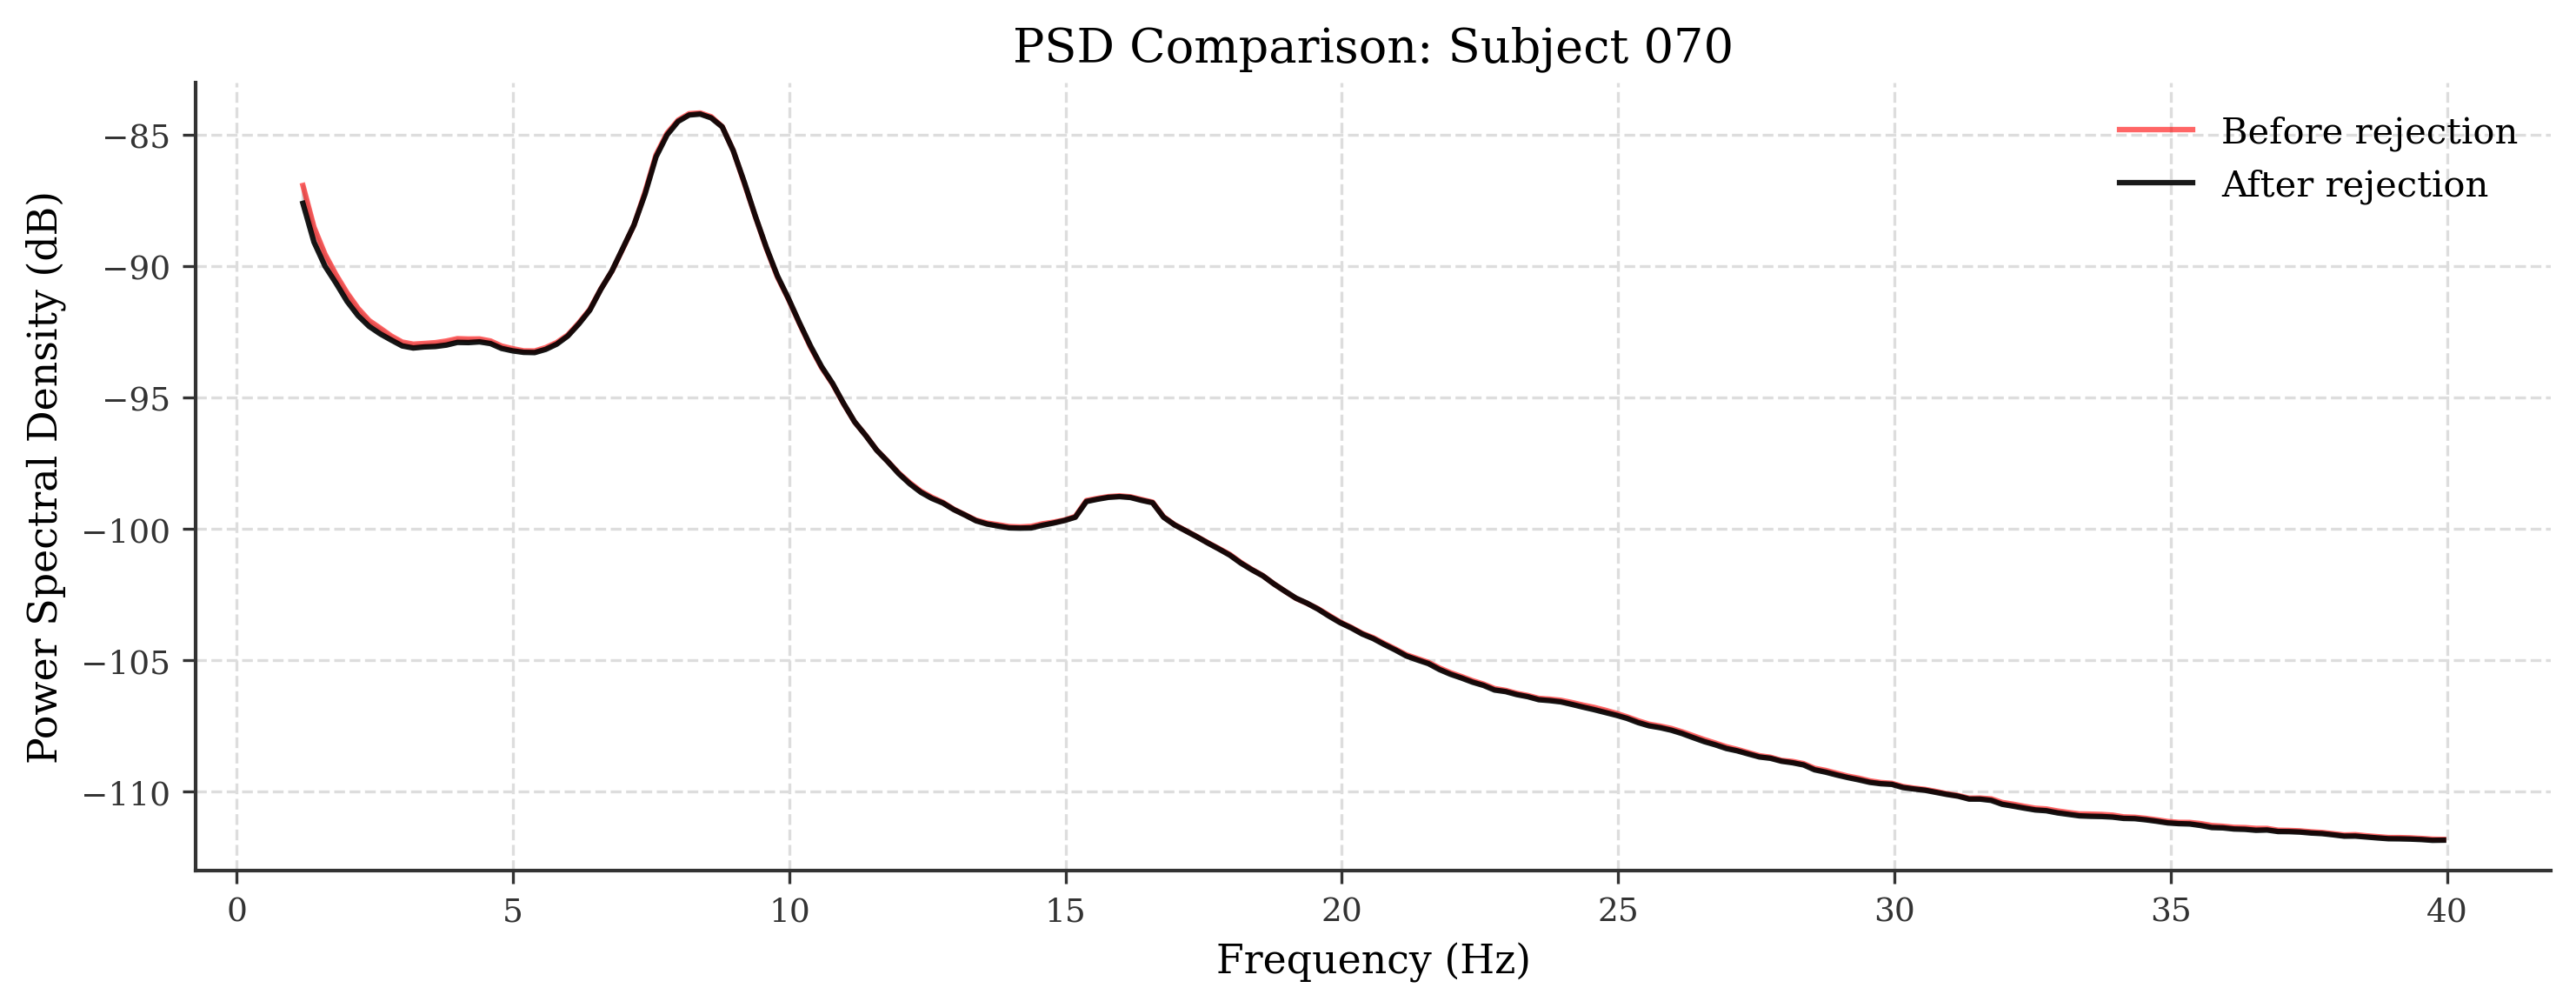 PSD Comparison: Subject 070
Before rejection
After rejection
Power Spectral Density (dB)
−85
−90
−95
−100
−105
−110
0 5 10 15 20 25 30 35 40
Frequency (Hz)